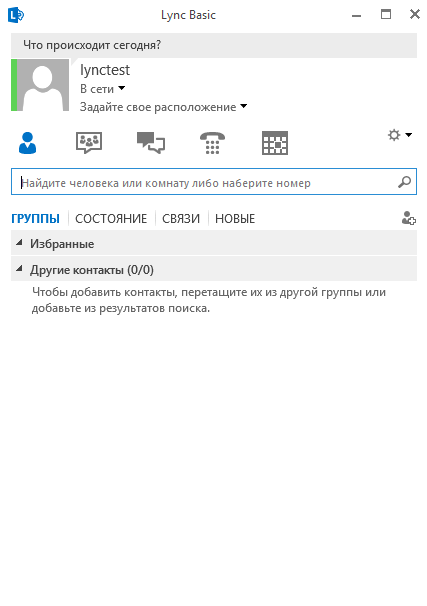 Lync Basic
Что происходит сегодня?
lynctest
В сети
Задайте свое расположение
Найдите человека или комнату либо наберите номер
ГРУППЫ СОСТОЯНИЕ СВЯЗИ НОВЫЕ
Избранные
Другие контакты (0/0)
Чтобы добавить контакты, перетащите их из другой группы или
добавьте из результатов поиска.